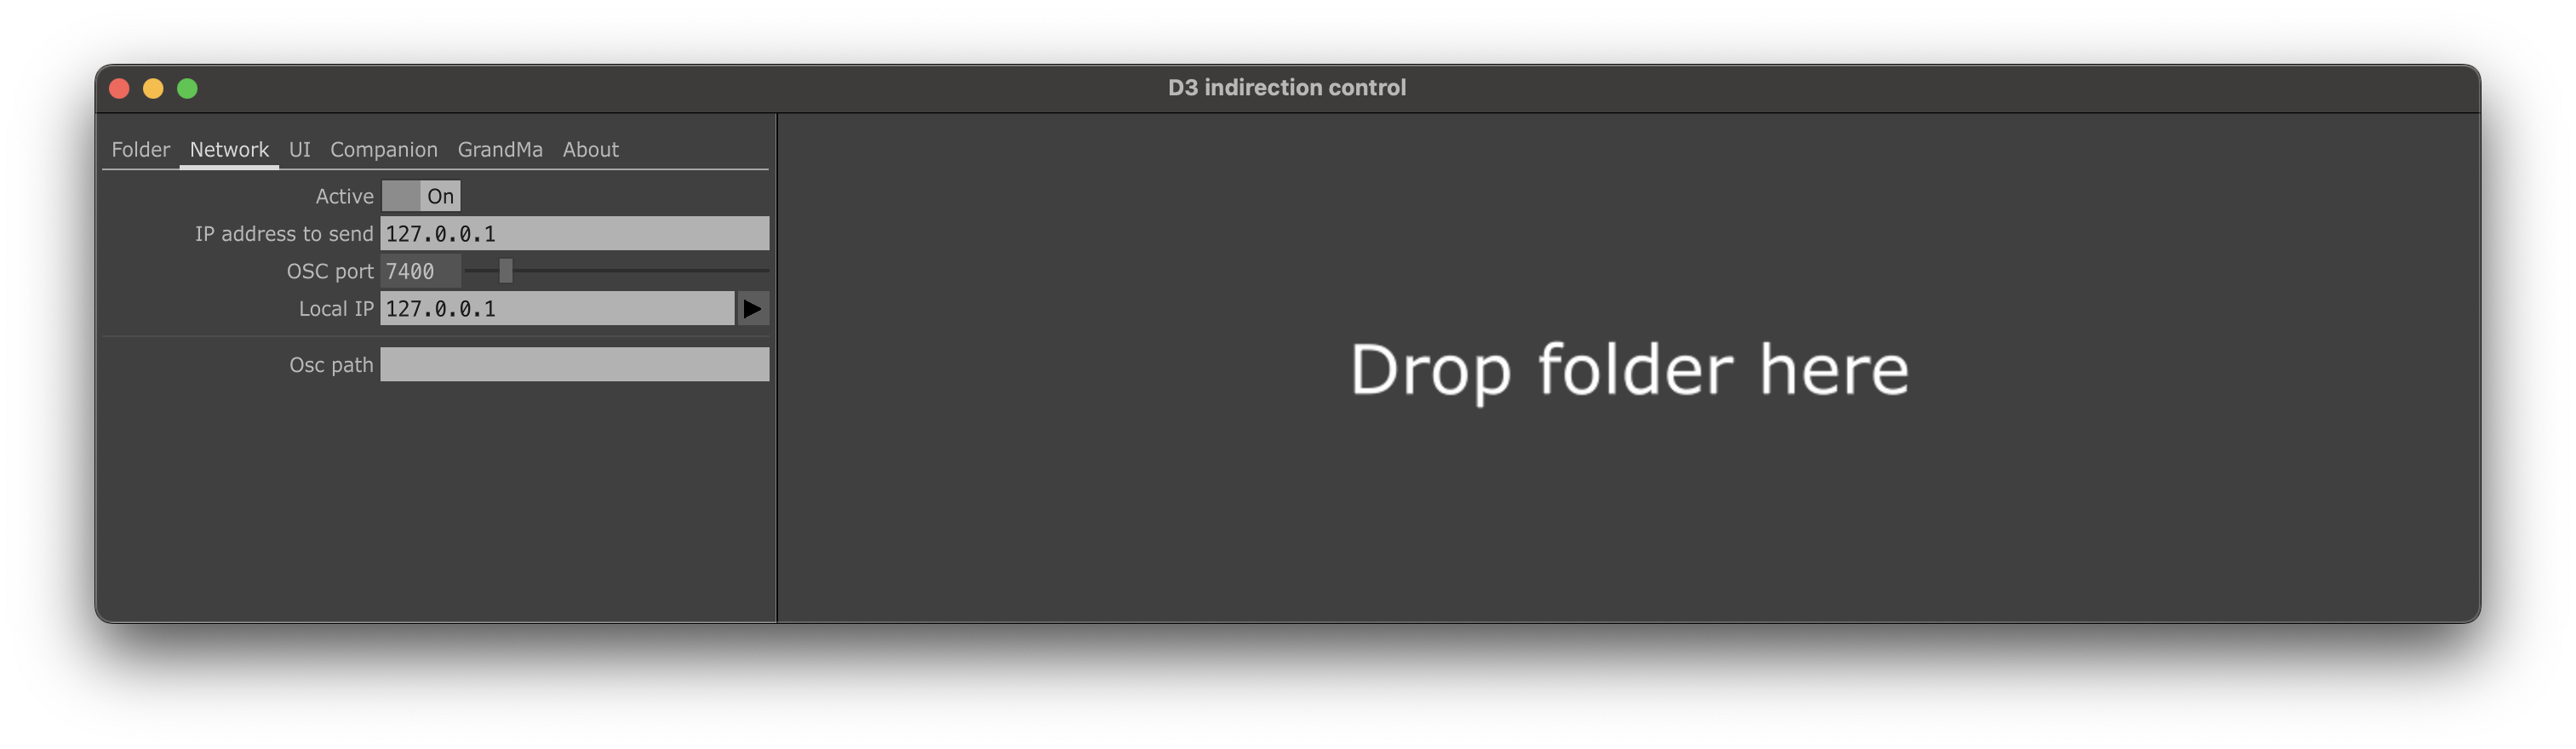 D3 indirection control
Folder Network UI Companion GrandMa About
Active On
IP address to send 127.0.0.1
OSC port 7400
Local IP 127.0.0.1
Osc path
Drop folder here